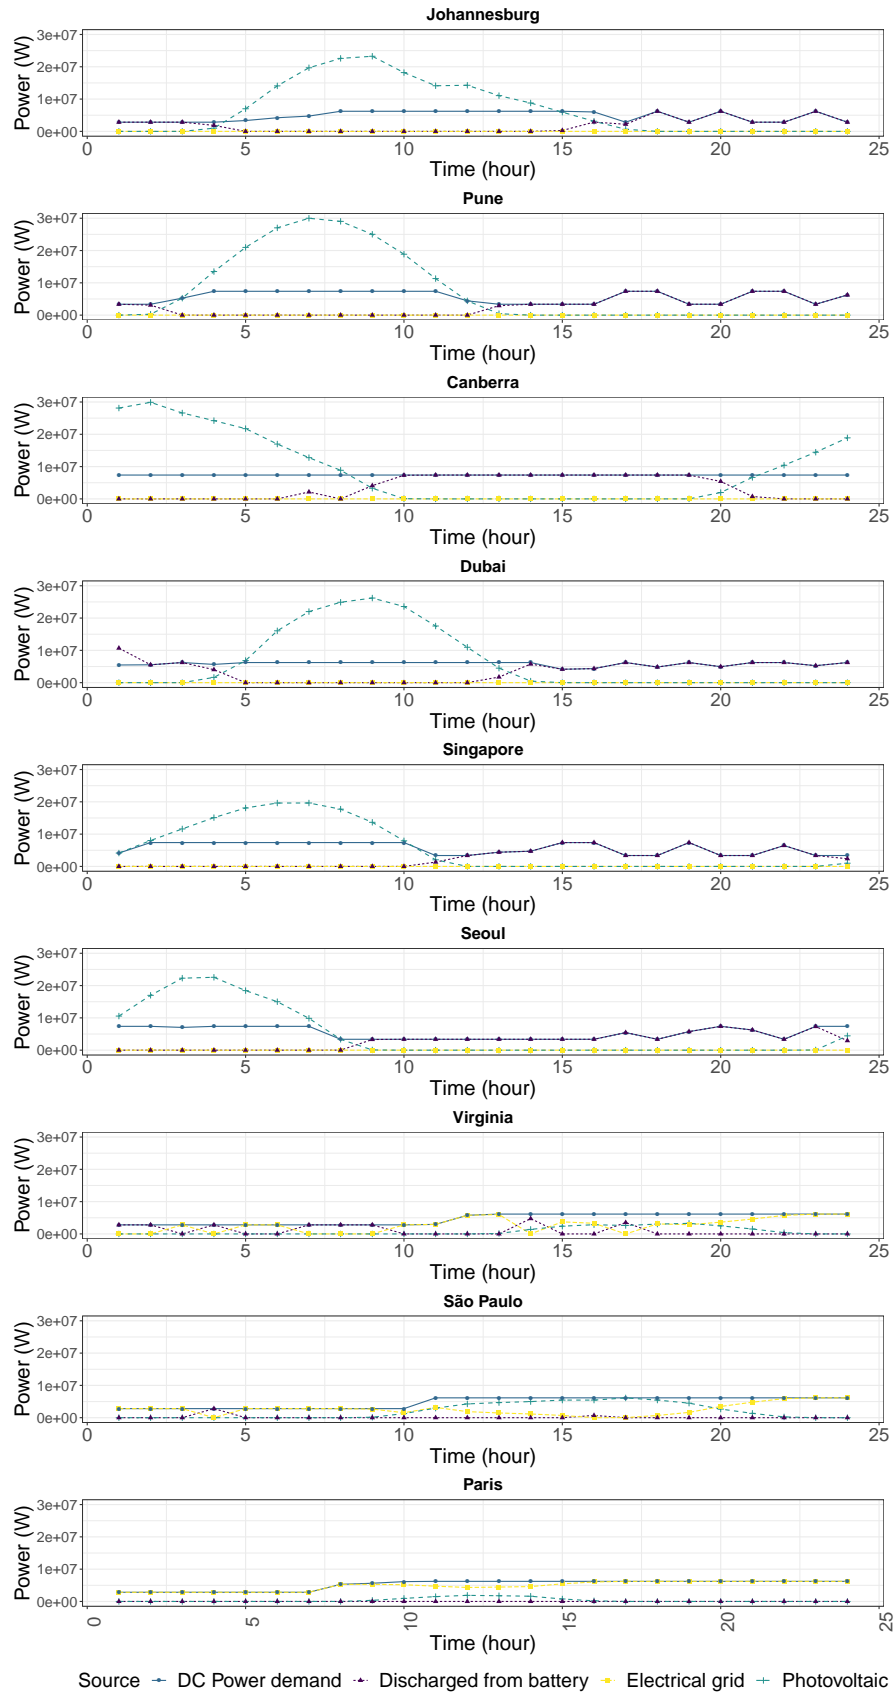 Johannesburg
Power (W)
3e+07
2e+07
1e+07
0e+00
0 5 10 15 20 25
Time (hour)
Pune
Power (W)
3e+07
2e+07
1e+07
0e+00
0 5 10 15 20 25
Time (hour)
Canberra
Power (W)
3e+07
2e+07
1e+07
0e+00
0 5 10 15 20 25
Time (hour)
Dubai
Power (W)
3e+07
2e+07
1e+07
0e+00
0 5 10 15 20 25
Time (hour)
Singapore
Power (W)
3e+07
2e+07
1e+07
0e+00
0 5 10 15 20 25
Time (hour)
Seoul
Power (W)
3e+07
2e+07
1e+07
0e+00
0 5 10 15 20 25
Time (hour)
Virginia
Power (W)
3e+07
2e+07
1e+07
0e+00
0 5 10 15 20 25
Time (hour)
São Paulo
Power (W)
3e+07
2e+07
1e+07
0e+00
0 5 10 15 20 25
Time (hour)
Paris
Power (W)
3e+07
2e+07
1e+07
0e+00
0 5 10 15 20 25
Time (hour)
Source DC Power demand Discharged from battery Electrical grid Photovoltaic